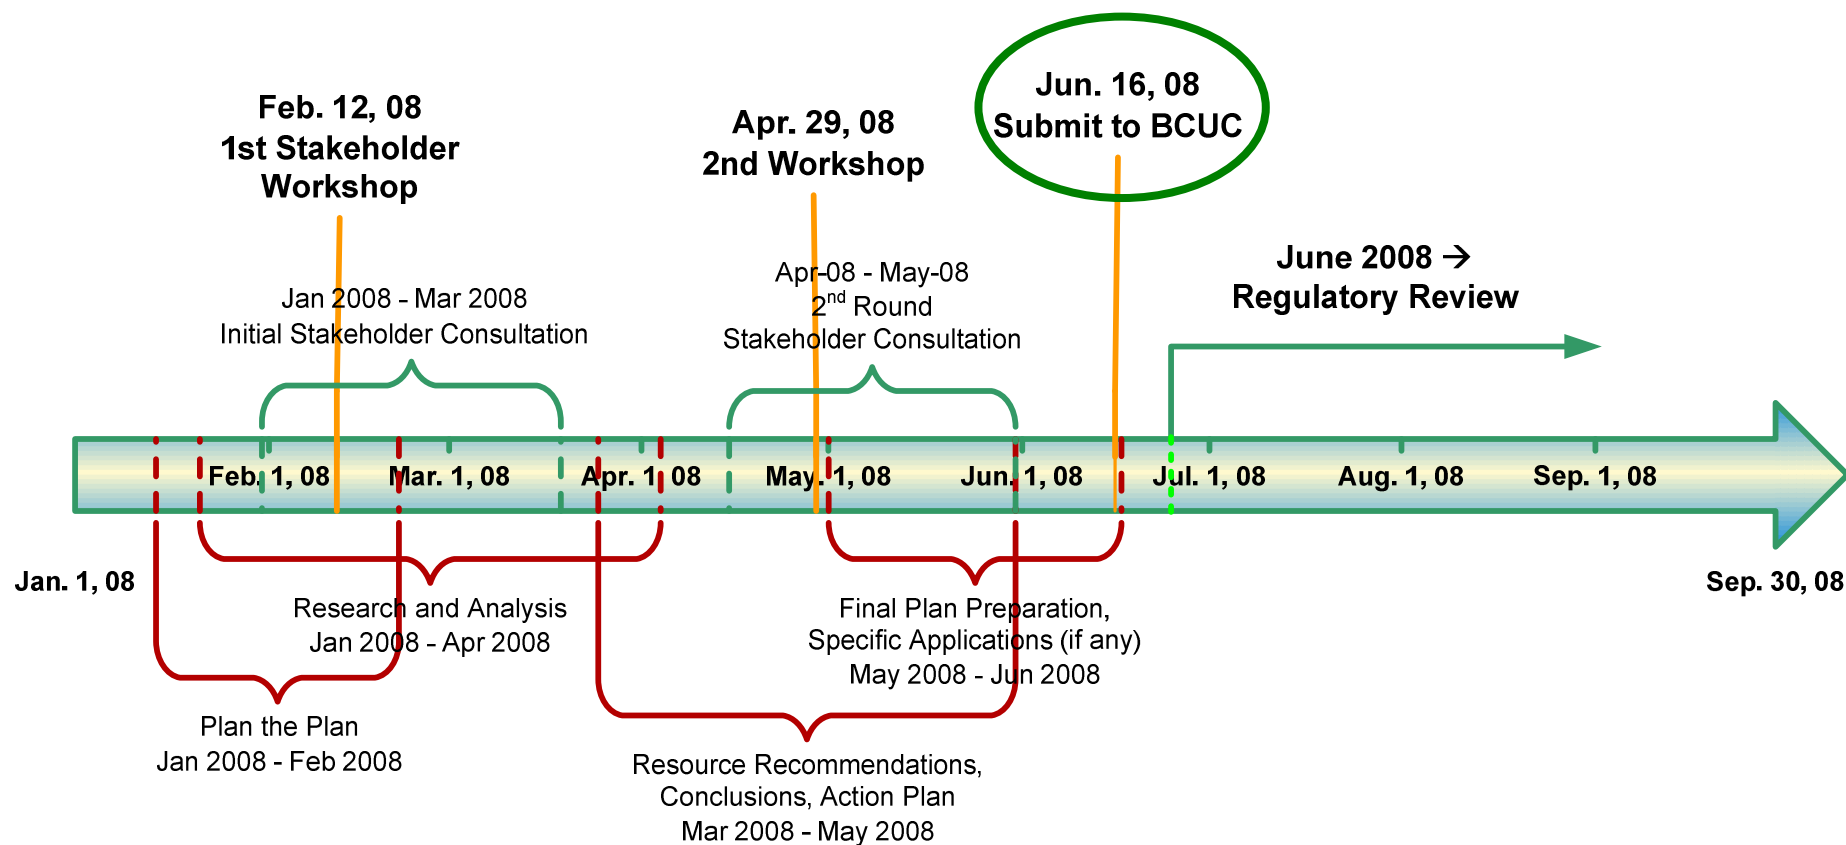 Feb. 12, 08
1st Stakeholder
Workshop
Apr. 29, 08
2nd Workshop
Jun. 16, 08
Submit to BCUC
June 2008 →
Regulatory Review
Jan 2008 - Mar 2008
Initial Stakeholder Consultation
Apr-08 - May-08
2nd Round
Stakeholder Consultation
Feb. 1, 08
Mar. 1, 08
Apr. 1, 08
May. 1, 08
Jun. 1, 08
Jul. 1, 08
Aug. 1, 08
Sep. 1, 08
Jan. 1, 08
Sep. 30, 08
Research and Analysis
Jan 2008 - Apr 2008
Final Plan Preparation,
Specific Applications (if any)
May 2008 - Jun 2008
Plan the Plan
Jan 2008 - Feb 2008
Resource Recommendations,
Conclusions, Action Plan
Mar 2008 - May 2008